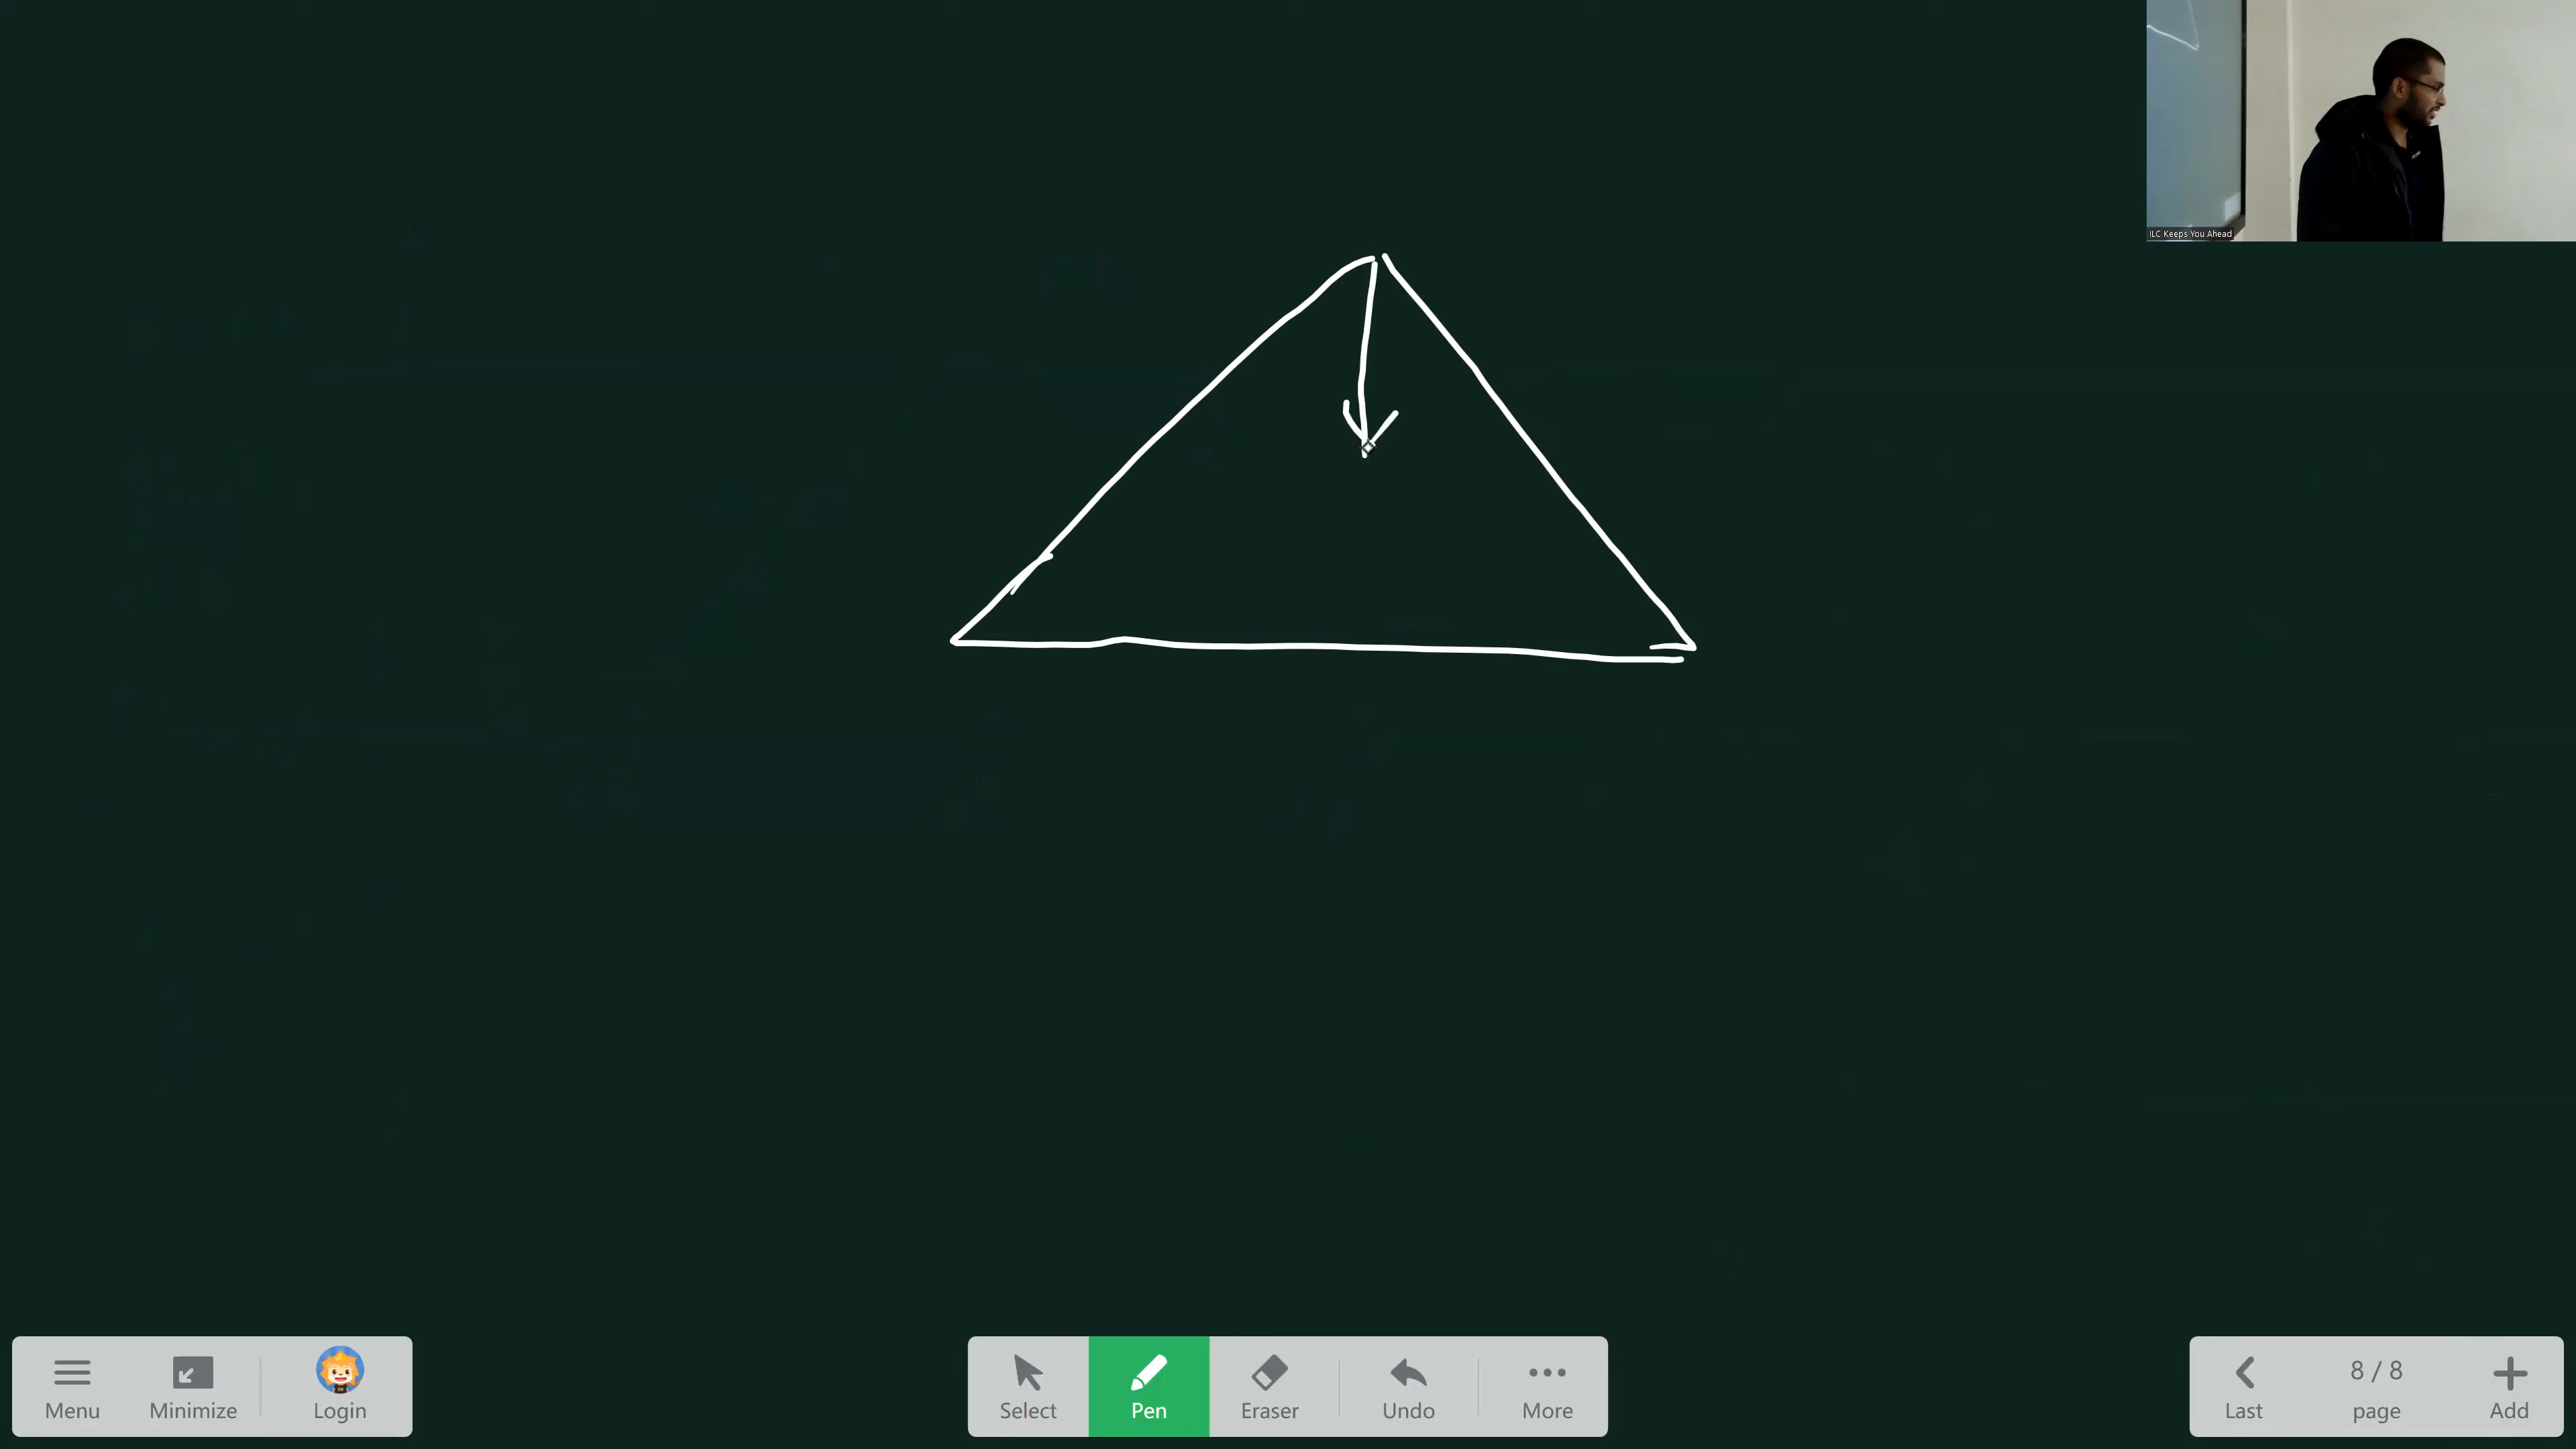 ILC Keeps You Ahead
Menu
Minimize
Login
Select
Pen
Eraser
Undo
More
Last
8 / 8
page
Add